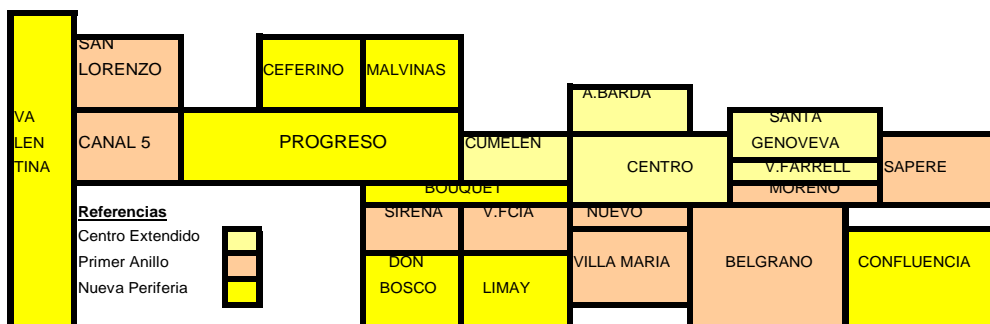 SAN
LORENZO
CEFERINO
MALVINAS
A.BARDA
VA
LEN
TINA
CANAL 5
PROGRESO
CUMELEN
CENTRO
SANTA
GENOVEVA
V.FARRELL
MORENO
SAPERE
BOUQUET
Referencias
SIRENA
V.FCIA
NUEVO
Centro Extendido
Primer Anillo
Nueva Periferia
DON
BOSCO
LIMAY
VILLA MARIA
BELGRANO
CONFLUENCIA